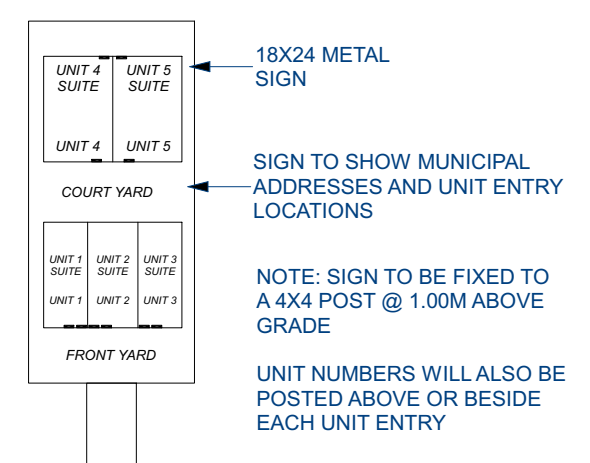 UNIT 4 SUITE
UNIT 5 SUITE
UNIT 4
UNIT 5
COURT YARD
UNIT 1 SUITE
UNIT 2 SUITE
UNIT 3 SUITE
UNIT 1
UNIT 2
UNIT 3
FRONT YARD
18X24 METAL
SIGN
SIGN TO SHOW MUNICIPAL
ADDRESSES AND UNIT ENTRY
LOCATIONS
NOTE: SIGN TO BE FIXED TO
A 4X4 POST @ 1.00M ABOVE
GRADE
UNIT NUMBERS WILL ALSO BE
POSTED ABOVE OR BESIDE
EACH UNIT ENTRY